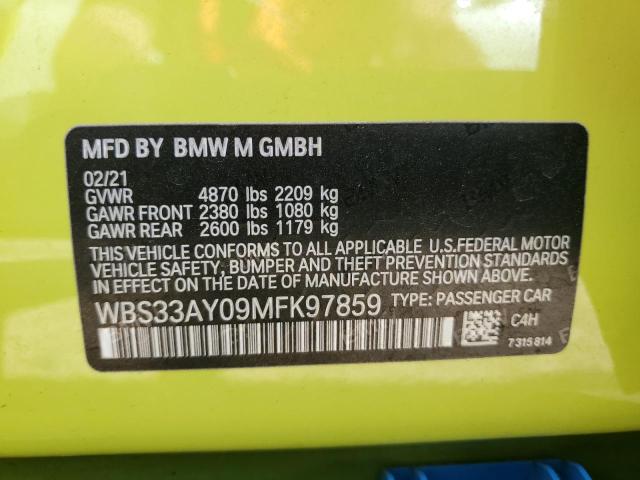 MFD BY BMW M GMBH
02/21
GVWR 4870 lbs 2209 kg
GAWR FRONT 2380 lbs 1080 kg
GAWR REAR 2600 lbs 1179 kg
THIS VEHICLE CONFORMS TO ALL APPLICABLE U.S.FEDERAL MOTOR
VEHICLE SAFETY, BUMPER AND THEFT PREVENTION STANDARDS
IN EFFECT ON THE DATE OF MANUFACTURE SHOWN ABOVE.
WBS33AY09MFK97859 TYPE: PASSENGER CAR
C4H
7315814